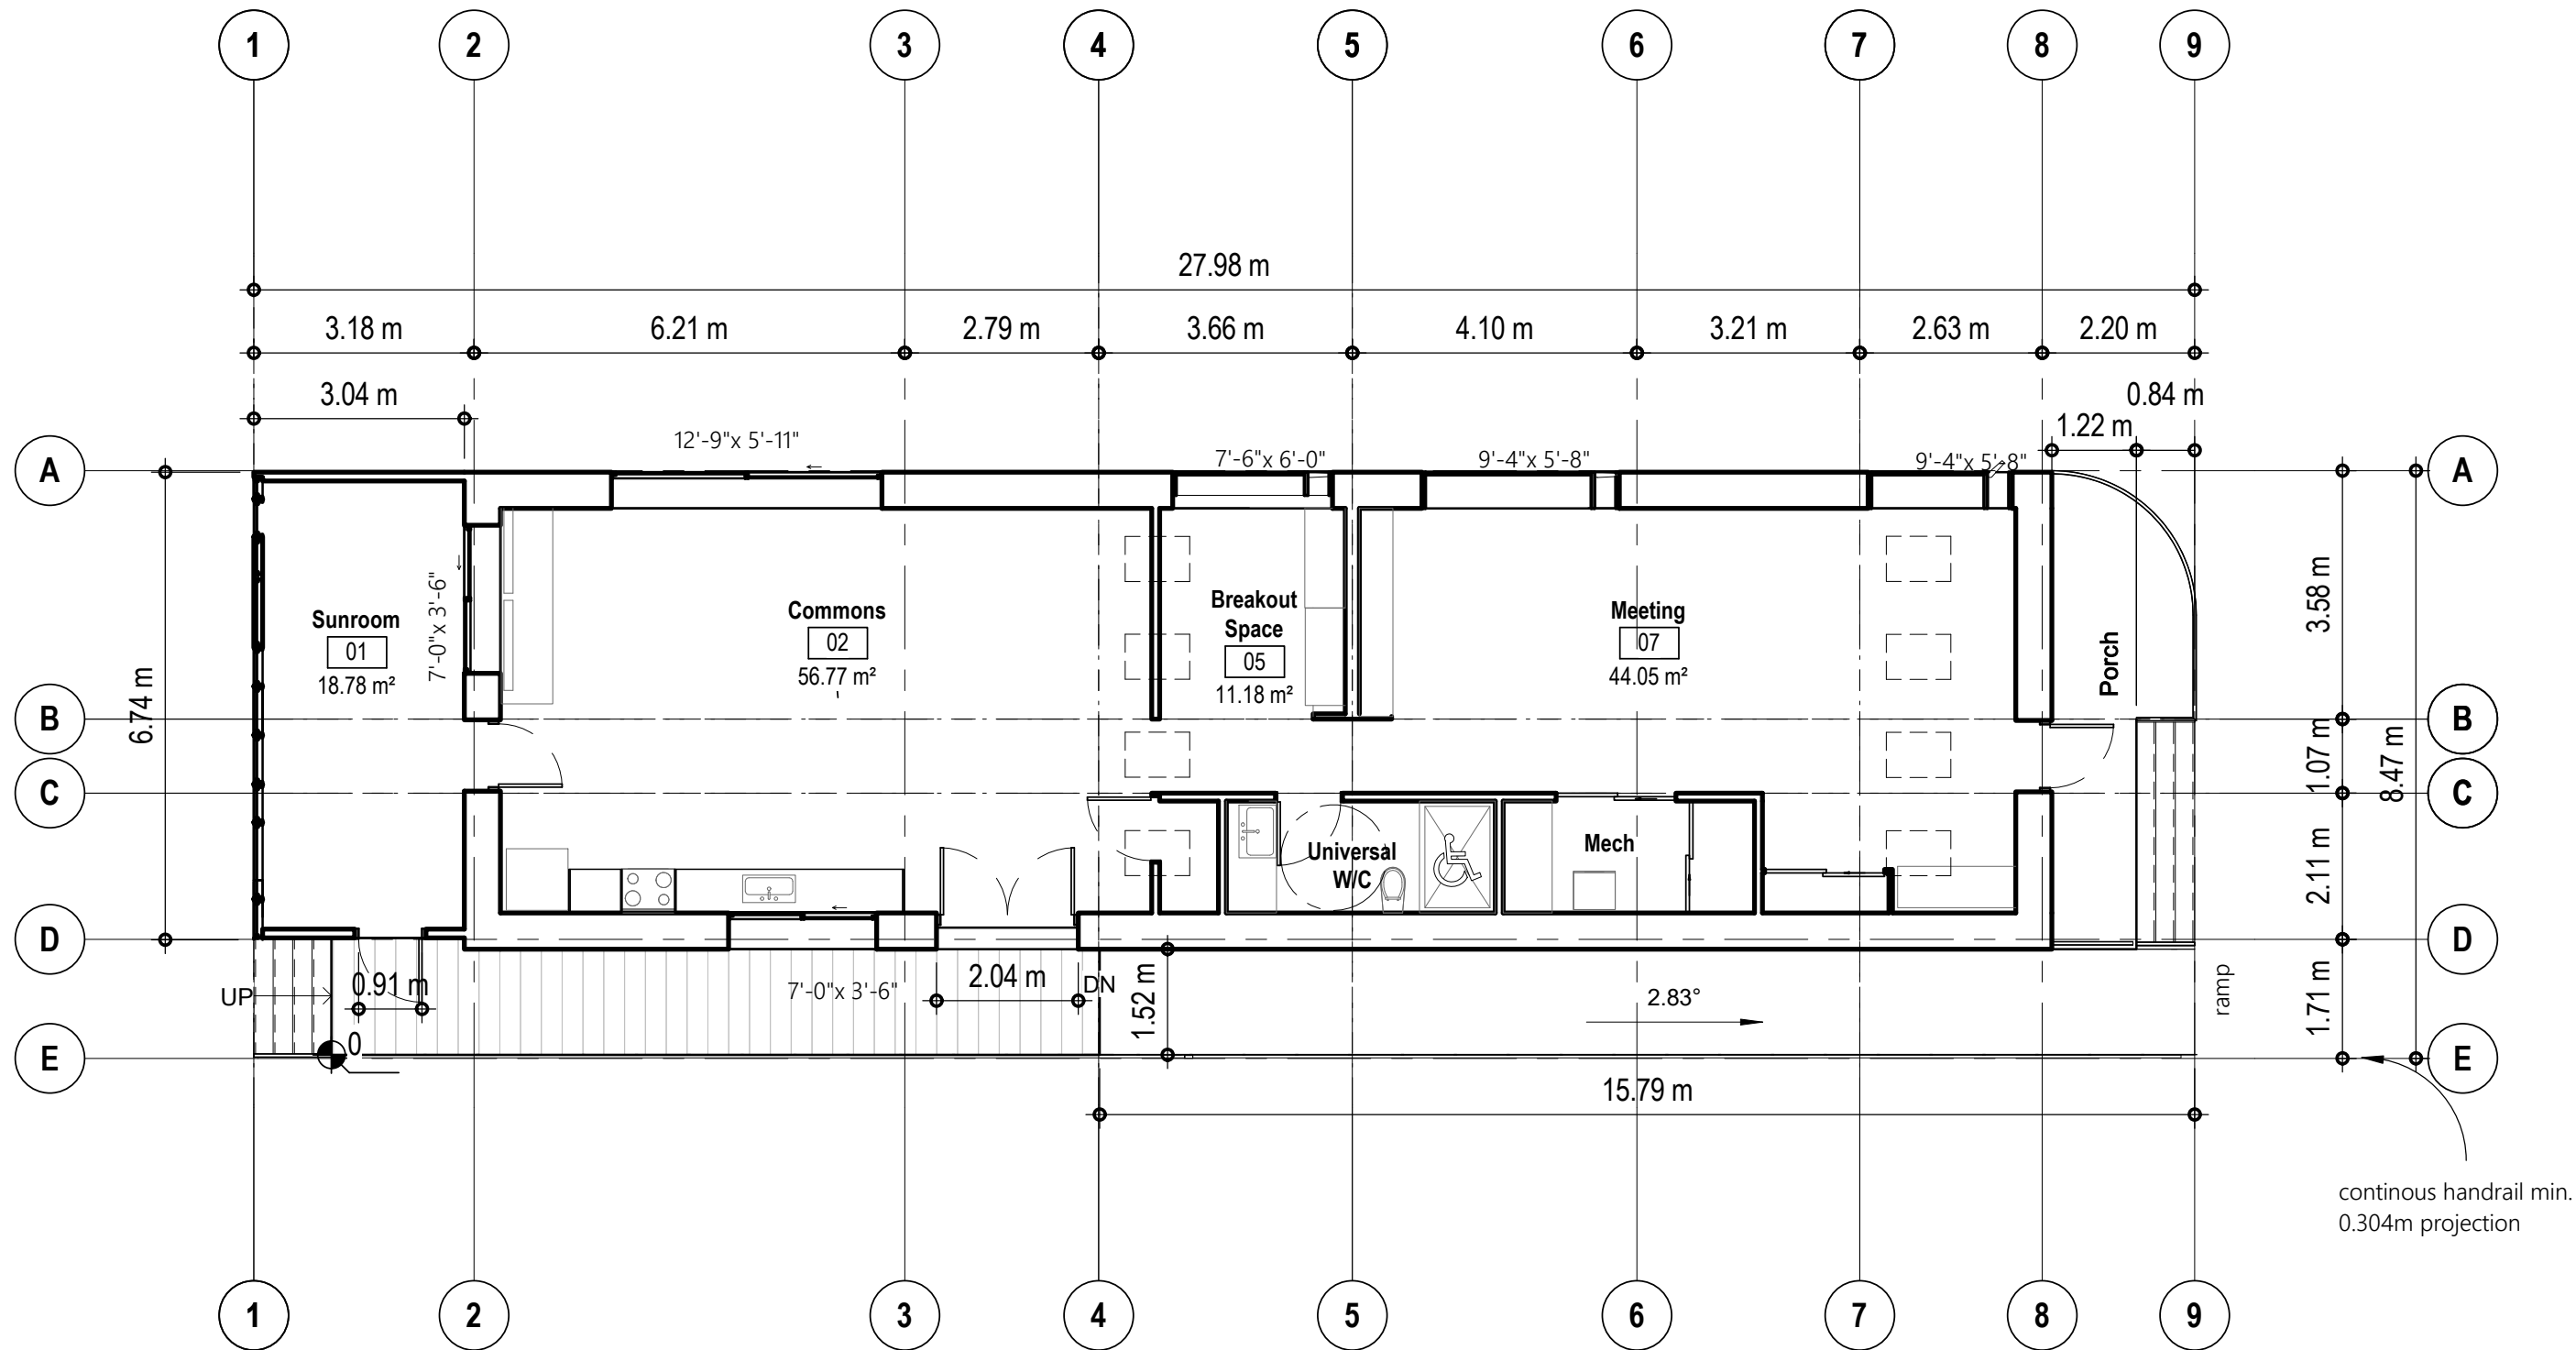 1 2 3 4 5 6 7 8 9
27.98 m
3.18 m 6.21 m 2.79 m 3.66 m 4.10 m 3.21 m 2.63 m 2.20 m
3.04 m 0.84 m
1.22 m
12'-9"x 5'-11" 7'-6"x 6'-0" 9'-4"x 5'-8" 9'-4"x 5'-8"
A A
3.58 m
7'-0"x 3'-6"
Sunroom
01
18.78 m²
Commons
02
56.77 m²
Breakout
Space
05
11.18 m²
Meeting
07
44.05 m²
Porch
6.74 m
B B
1.07 m
8.47 m
C C
Universal
W/C
Mech
2.11 m
D D
UP
0.91 m
7'-0"x 3'-6"
2.04 m
DN
1.52 m
2.83°
ramp
1.71 m
0
E E
15.79 m
continous handrail min.
0.304m projection
1 2 3 4 5 6 7 8 9